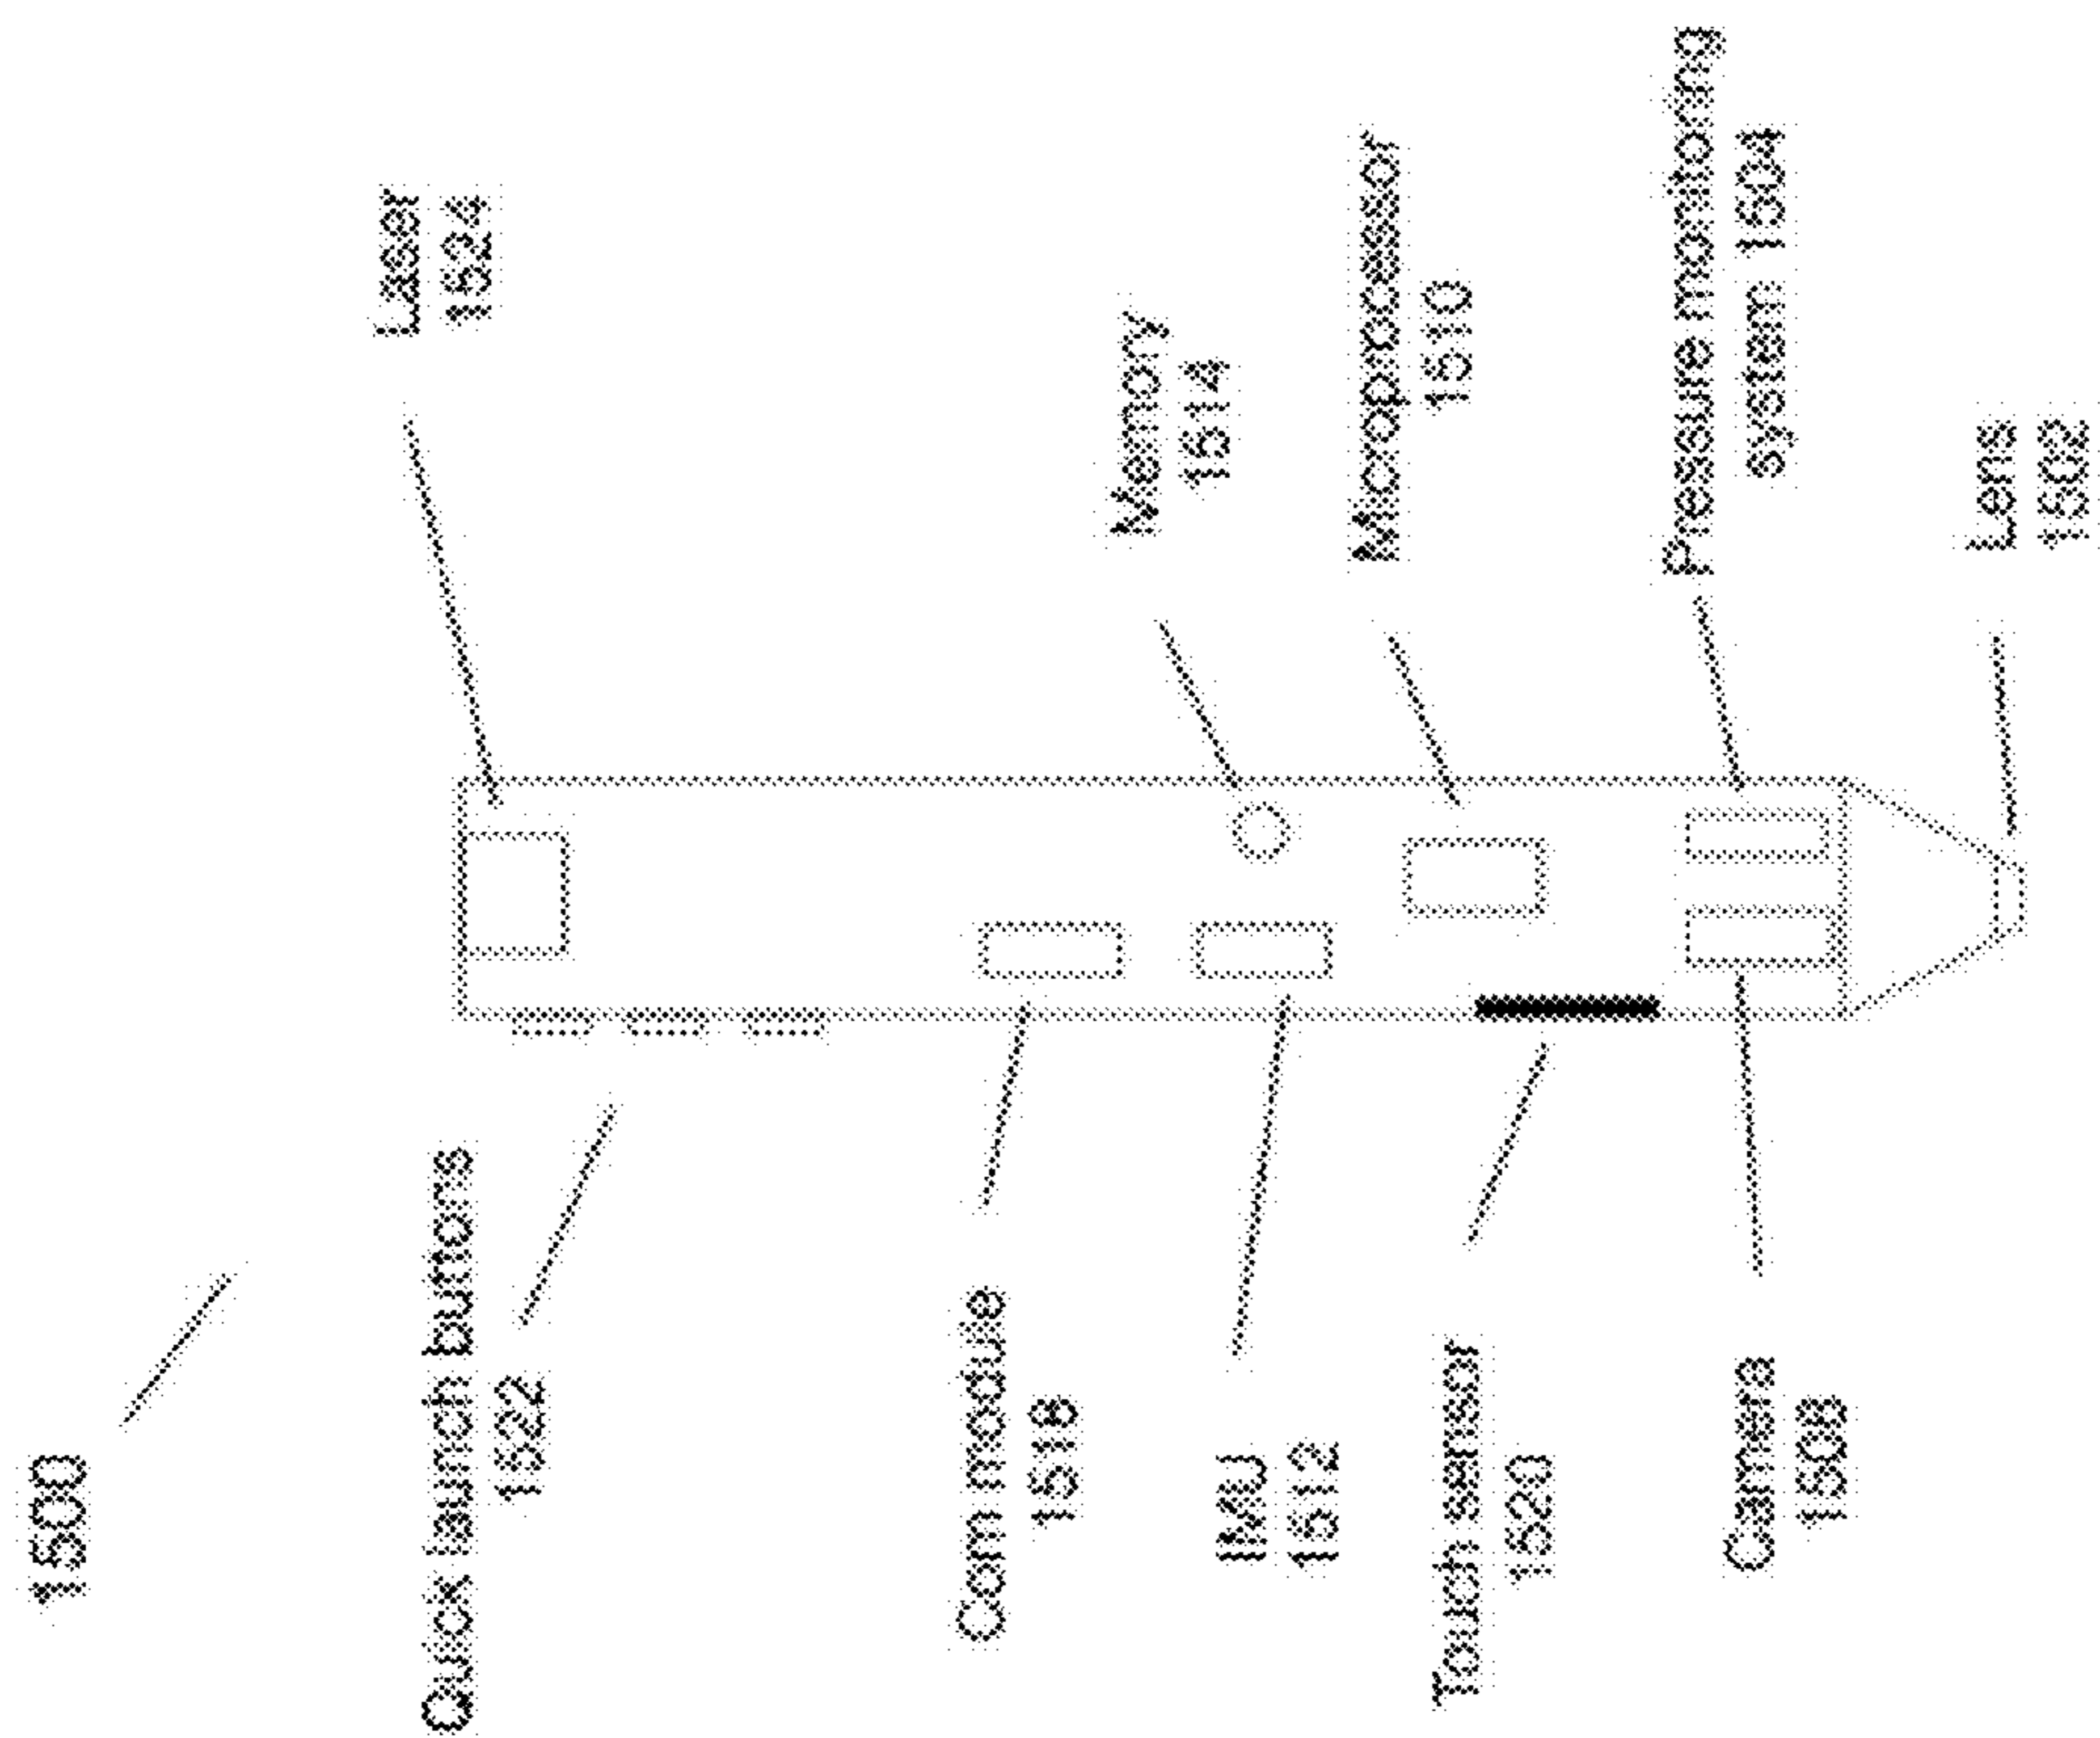 1500
Laser
1524
Quick launch buttons
1522
Com module
1518
Memory
1514
IMU
1512
Microprocessor
1510
Touch sensor
1520
Pressure monitoring
system 1504
Camera
1508
Lens
1502